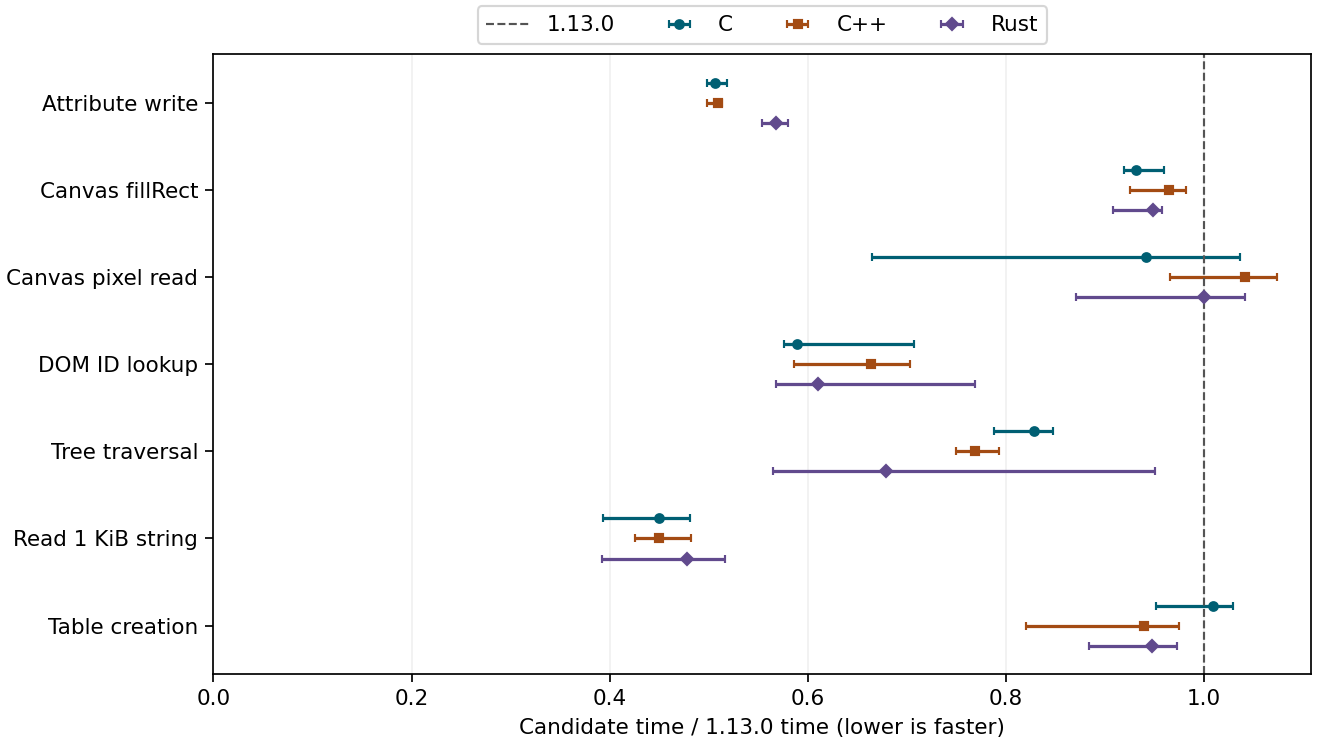 1.13.0 C C++ Rust
Attribute write
Canvas fillRect
Canvas pixel read
DOM ID lookup
Tree traversal
Read 1 KiB string
Table creation
0.0 0.2 0.4 0.6 0.8 1.0
Candidate time / 1.13.0 time (lower is faster)